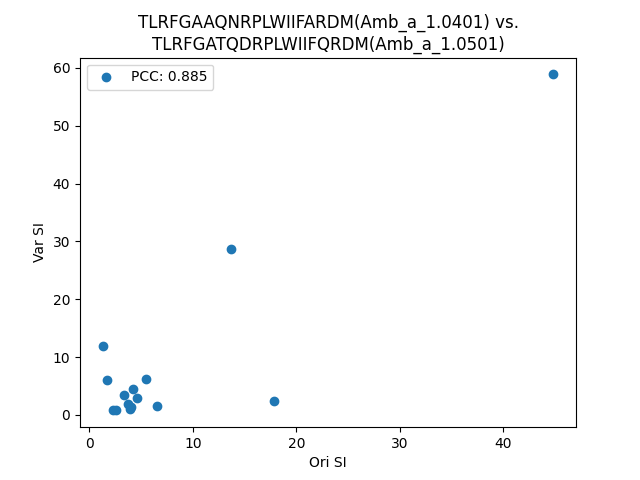 TLRFGAAQNRPLWIIFARDM(Amb_a_1.0401) vs.
TLRFGATQDRPLWIIFQRDM(Amb_a_1.0501)
PCC: 0.885
60
50
40
30
20
10
0
Var SI
0 10 20 30 40
Ori SI